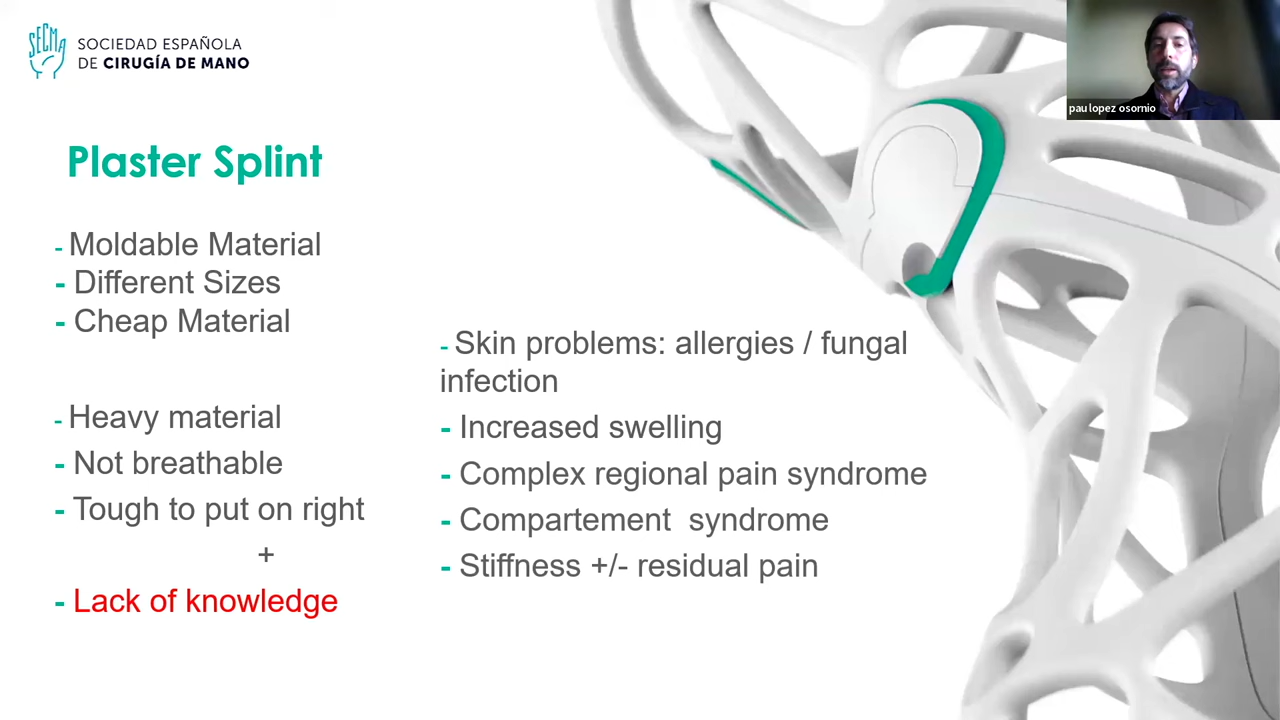 SECMA
SOCIEDAD ESPAÑOLA
DE CIRUGÍA DE MANO
pau lopez osornio
Plaster Splint
- Moldable Material
- Different Sizes
- Cheap Material
- Heavy material
- Not breathable
- Tough to put on right
+
- Lack of knowledge
- Skin problems: allergies / fungal
infection
- Increased swelling
- Complex regional pain syndrome
- Compartement  syndrome
- Stiffness +/- residual pain